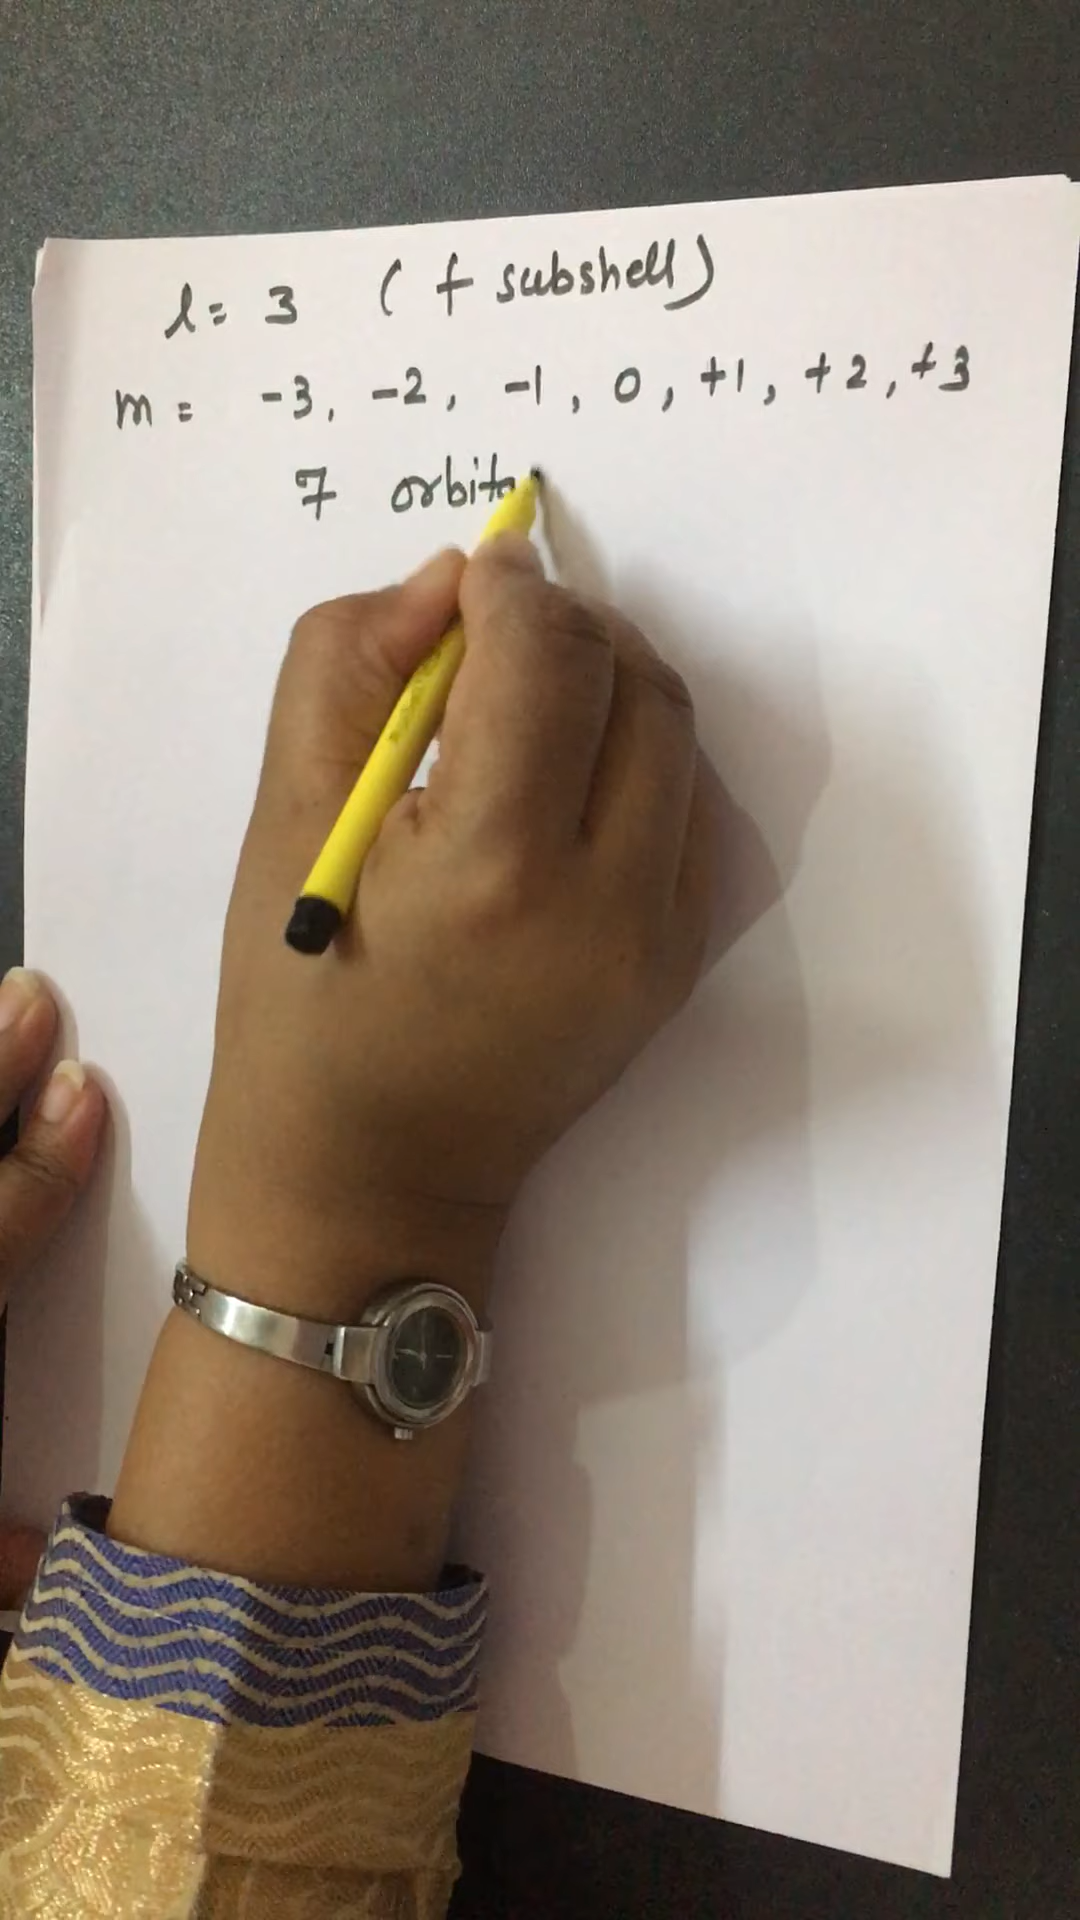 l= 3 ( f subshell)
m= -3, -2, -1, 0, +1, +2, +3
7 orbita